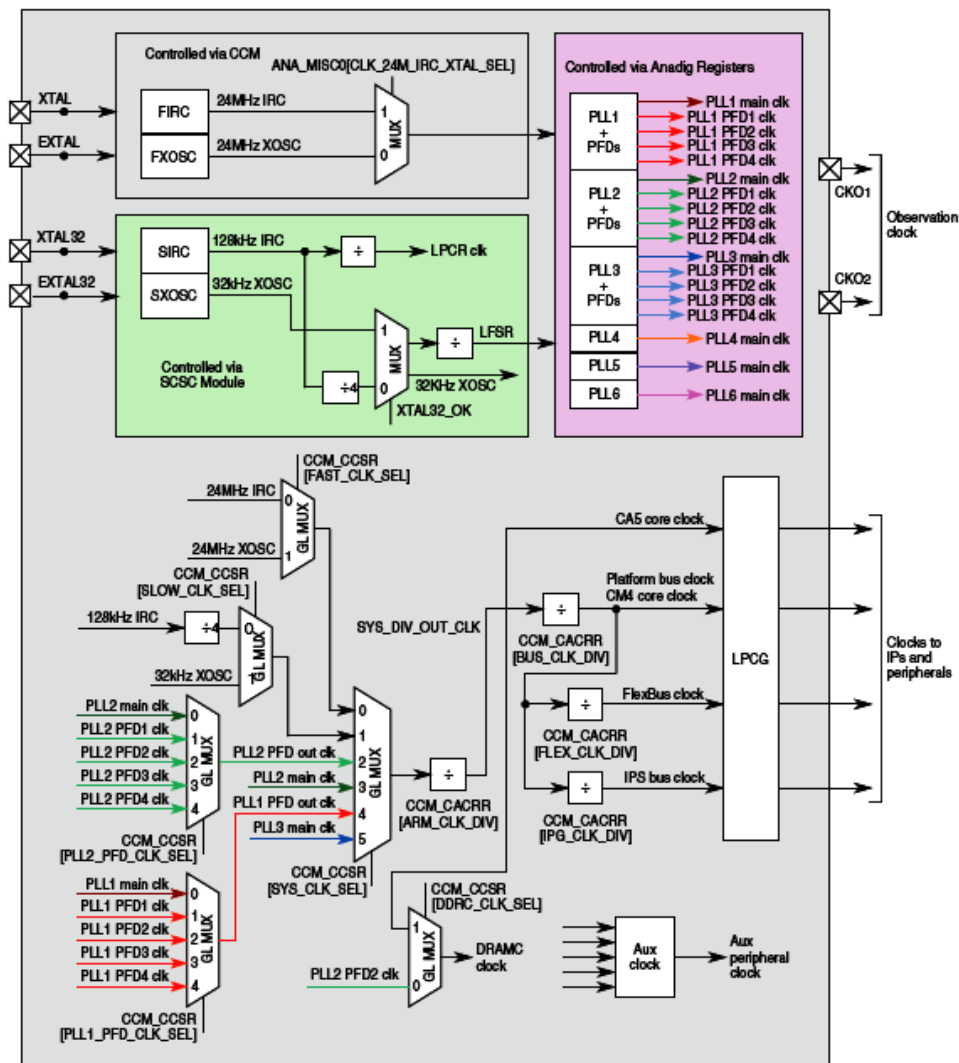 Controlled via CCM
ANA_MISC0[CLK_24M_IRC_XTAL_SEL]
XTAL
EXTAL
FIRC
FXOSC
24MHz IRC
24MHz XOSC
1
MUX
0
Controlled via Anadig Registers
PLL1
+
PFDs
PLL1 main clk
PLL1 PFD1 clk
PLL1 PFD2 clk
PLL1 PFD3 clk
PLL1 PFD4 clk
PLL2
+
PFDs
PLL2 main clk
PLL2 PFD1 clk
PLL2 PFD2 clk
PLL2 PFD3 clk
PLL2 PFD4 clk
PLL3
+
PFDs
PLL3 main clk
PLL3 PFD1 clk
PLL3 PFD2 clk
PLL3 PFD3 clk
PLL3 PFD4 clk
PLL4
PLL4 main clk
PLL5
PLL5 main clk
PLL6
PLL6 main clk
CKO1
CKO2
Observation
clock
XTAL32
EXTAL32
SIRC
SXOSC
128kHz IRC
32kHz XOSC
÷
LPCR clk
1
MUX
0
÷
LFSR
÷4
32KHz XOSC
XTAL32_OK
Controlled via
SCSC Module
CCM_CCSR
[FAST_CLK_SEL]
24MHz IRC
24MHz XOSC
0
GL MUX
1
CCM_CCSR
[SLOW_CLK_SEL]
128kHz IRC
÷4
32kHz XOSC
0
GL MUX
1
PLL2 main clk
PLL2 PFD1 clk
PLL2 PFD2 clk
PLL2 PFD3 clk
PLL2 PFD4 clk
0
1
2
3
4
GL MUX
CCM_CCSR
[PLL2_PFD_CLK_SEL]
PLL1 main clk
PLL1 PFD1 clk
PLL1 PFD2 clk
PLL1 PFD3 clk
PLL1 PFD4 clk
0
1
2
3
4
GL MUX
CCM_CCSR
[PLL1_PFD_CLK_SEL]
PLL2 PFD out clk
PLL2 main clk
PLL1 PFD out clk
PLL3 main clk
0
1
2
3
4
5
GL MUX
CCM_CCSR
[SYS_CLK_SEL]
÷
CCM_CACRR
[ARM_CLK_DIV]
SYS_DIV_OUT_CLK
CA5 core clock
Platform bus clock
CM4 core clock
÷
CCM_CACRR
[BUS_CLK_DIV]
FlexBus clock
÷
CCM_CACRR
[FLEX_CLK_DIV]
IPS bus clock
÷
CCM_CACRR
[IPG_CLK_DIV]
LPCG
Clocks to
IPs and
peripherals
CCM_CCSR
[DDRC_CLK_SEL]
1
GL MUX
0
PLL2 PFD2 clk
DRAMC
clock
Aux
clock
Aux
peripheral
clock